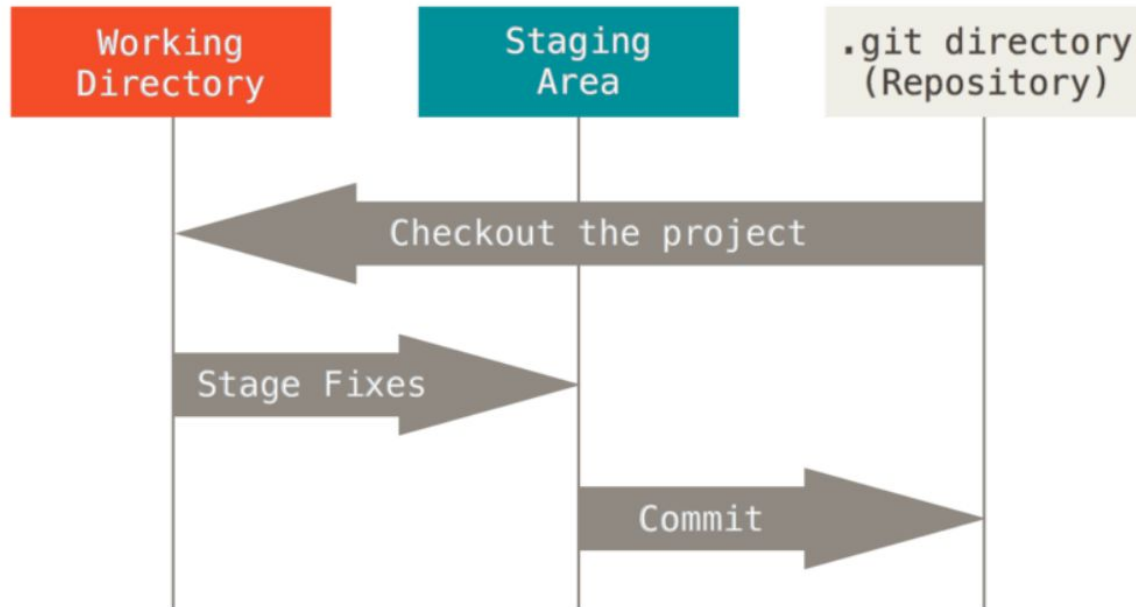 Working
Directory
Staging
Area
.git directory
(Repository)
Checkout the project
Stage Fixes
Commit